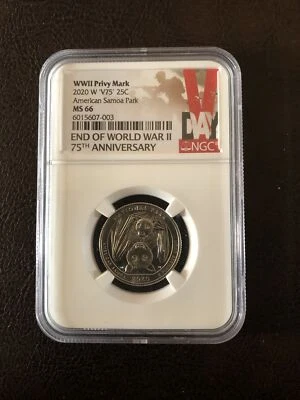 WWII Privy Mark
2020 W 'V75' 25C
American Samoa Park
MS 66
6015607-003
V
DAY
NGC
END OF WORLD WAR II
75TH ANNIVERSARY
2020